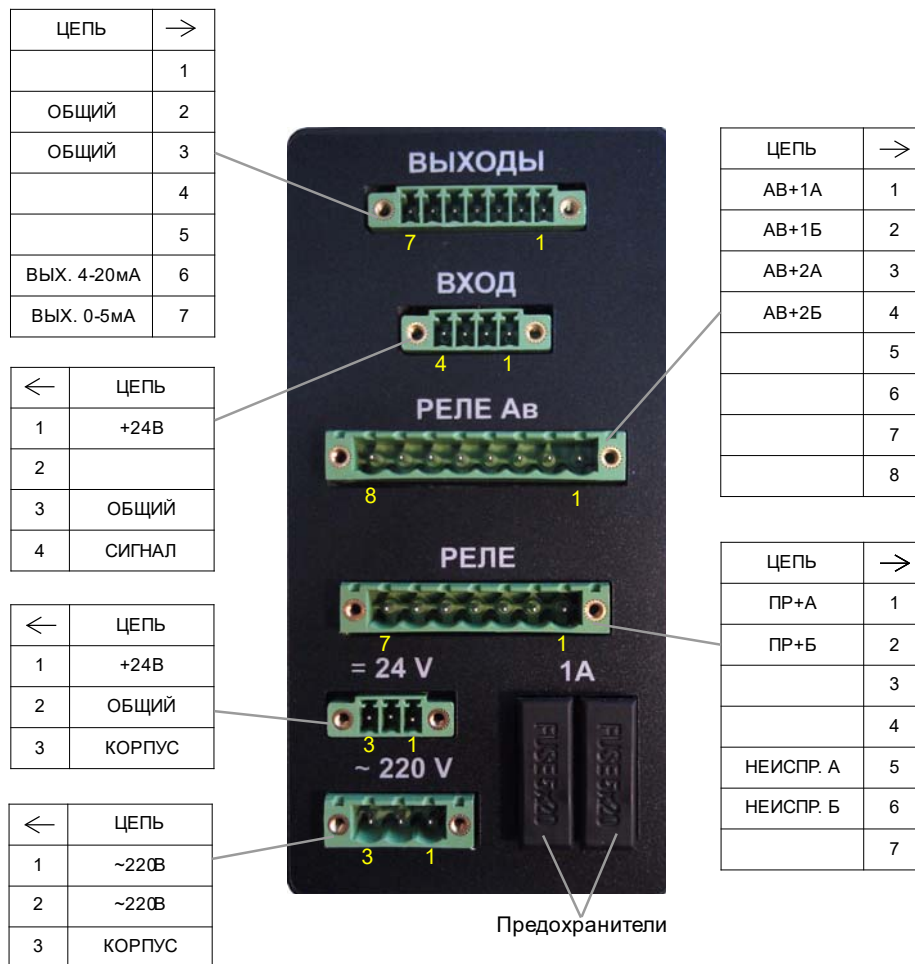 ЦЕПЬ →
1
ОБЩИЙ 2
ОБЩИЙ 3
4
5
ВЫХ. 4-20мА 6
ВЫХ. 0-5мА 7
← ЦЕПЬ
1 +24В
2
3 ОБЩИЙ
4 СИГНАЛ
← ЦЕПЬ
1 +24В
2 ОБЩИЙ
3 КОРПУС
← ЦЕПЬ
1 ~220В
2 ~220В
3 КОРПУС
ВЫХОДЫ
7 1
ВХОД
4 1
РЕЛЕ Ав
8 1
РЕЛЕ
7 1
= 24 V 1A
3 1
~ 220 V
3 1
FUSE5x20 FUSE5x20
Предохранители
ЦЕПЬ →
АВ+1А 1
АВ+1Б 2
АВ+2А 3
АВ+2Б 4
5
6
7
8
ЦЕПЬ →
ПР+А 1
ПР+Б 2
3
4
НЕИСПР. А 5
НЕИСПР. Б 6
7